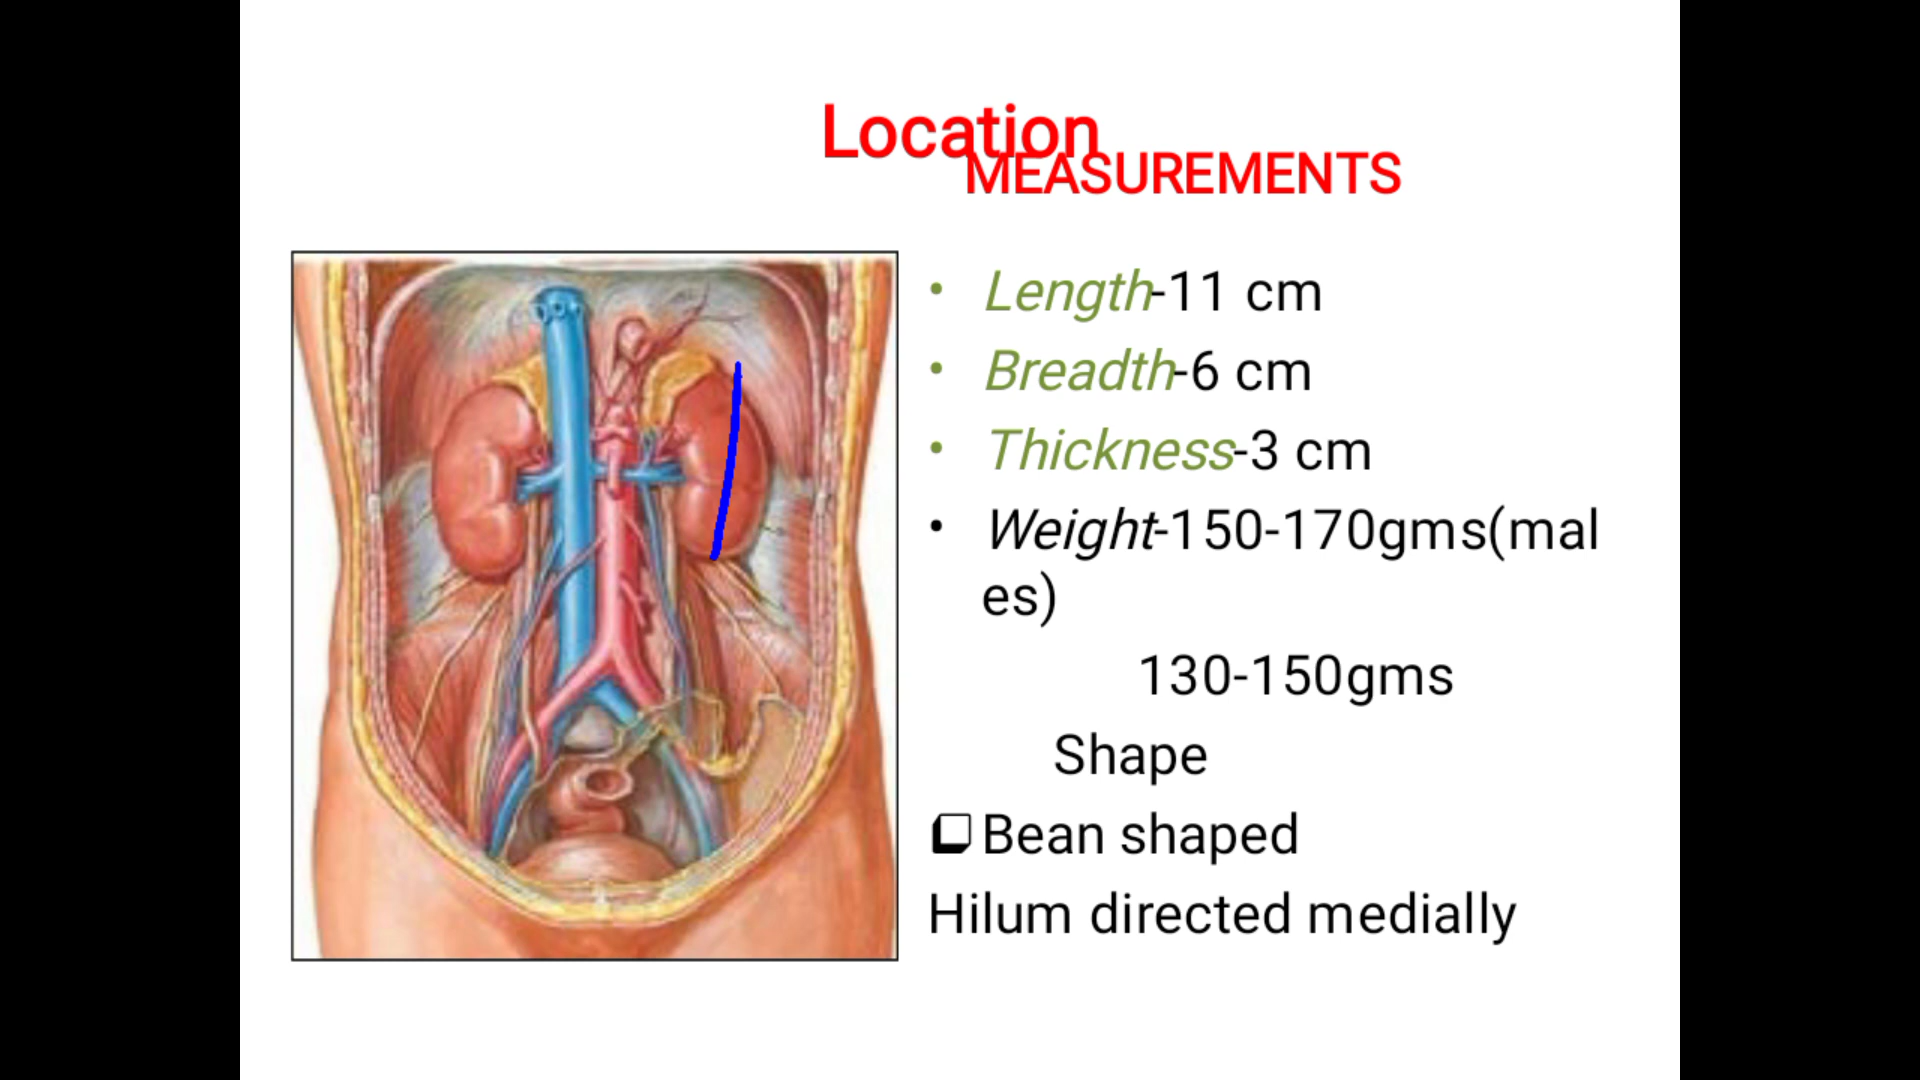 Location
MEASUREMENTS
• Length-11 cm
• Breadth-6 cm
• Thickness-3 cm
• Weight-150-170gms(mal
es)
130-150gms
Shape
❑Bean shaped
Hilum directed medially